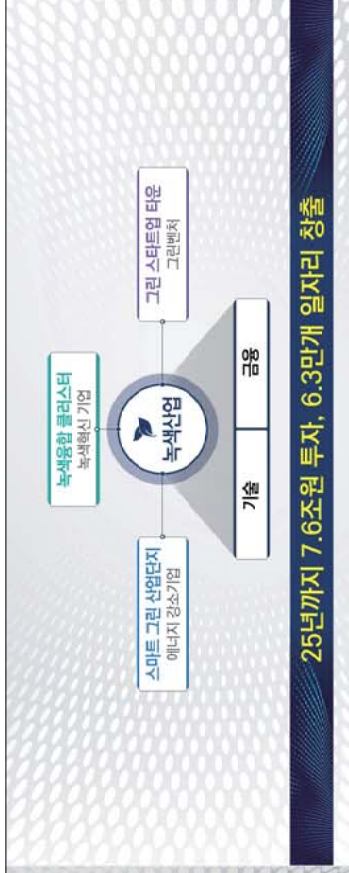 녹색융합 클러스터
녹색혁신 기업
스마트 그린 산업단지
에너지 강소기업
녹색산업
그린 스타트업 타운
그린벤처
기술
금융
25년까지 7.6조원 투자, 6.3만개 일자리 창출